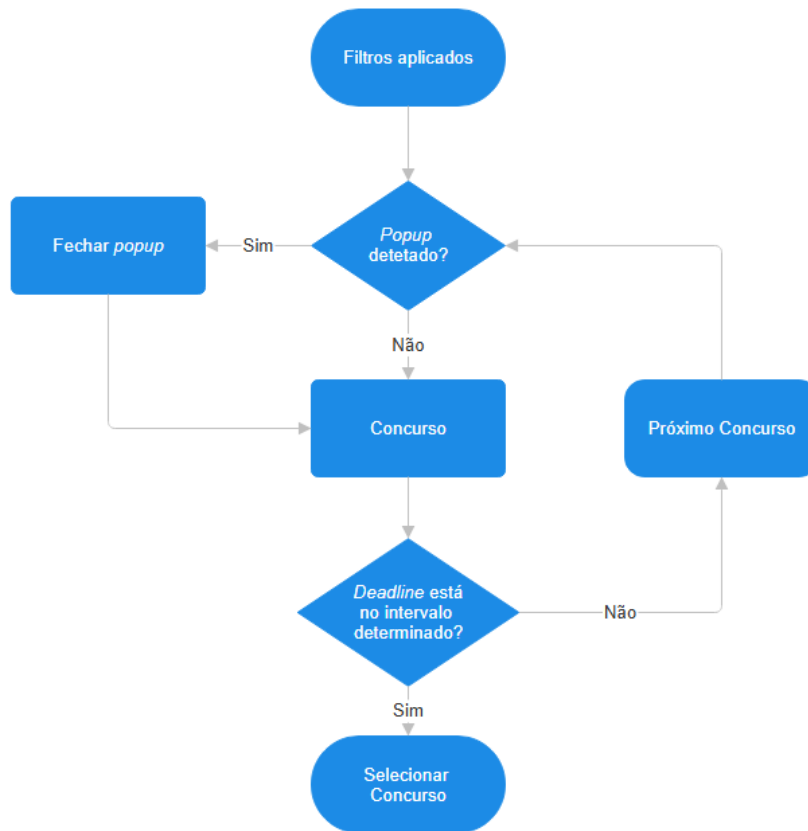 Filtros aplicados
Popup
detetado?
Sim
Fechar popup
Não
Concurso
Próximo Concurso
Deadline está
no intervalo
determinado?
Não
Sim
Selecionar
Concurso